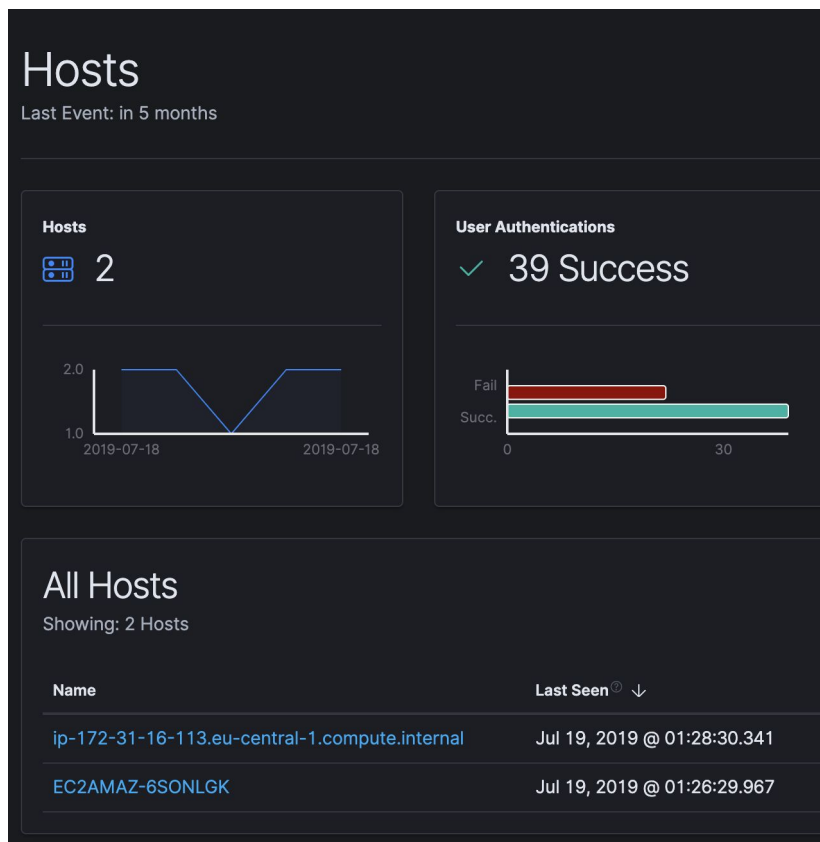 Hosts
Last Event: in 5 months
Hosts
2
2.0
1.0
2019-07-18 2019-07-18
User Authentications
39 Success
Fail
Succ.
0 30
All Hosts
Showing: 2 Hosts
Name Last Seen
ip-172-31-16-113.eu-central-1.compute.internal Jul 19, 2019 @ 01:28:30.341
EC2AMAZ-6SONLGK Jul 19, 2019 @ 01:26:29.967